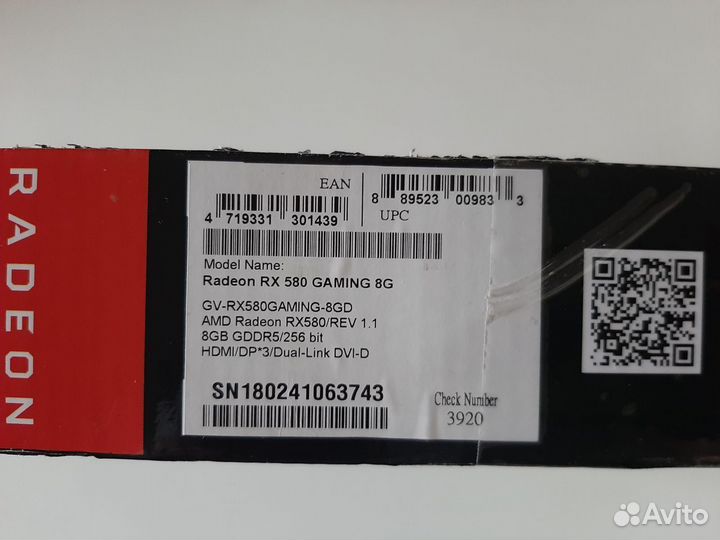 RADEON
EAN
4 719331 301439
8 89523 00983 3
UPC
Model Name:
Radeon RX 580 GAMING 8G
GV-RX580GAMING-8GD
AMD Radeon RX580/REV 1.1
8GB GDDR5/256 bit
HDMI/DP*3/Dual-Link DVI-D
SN180241063743
Check Number
3920
Avito